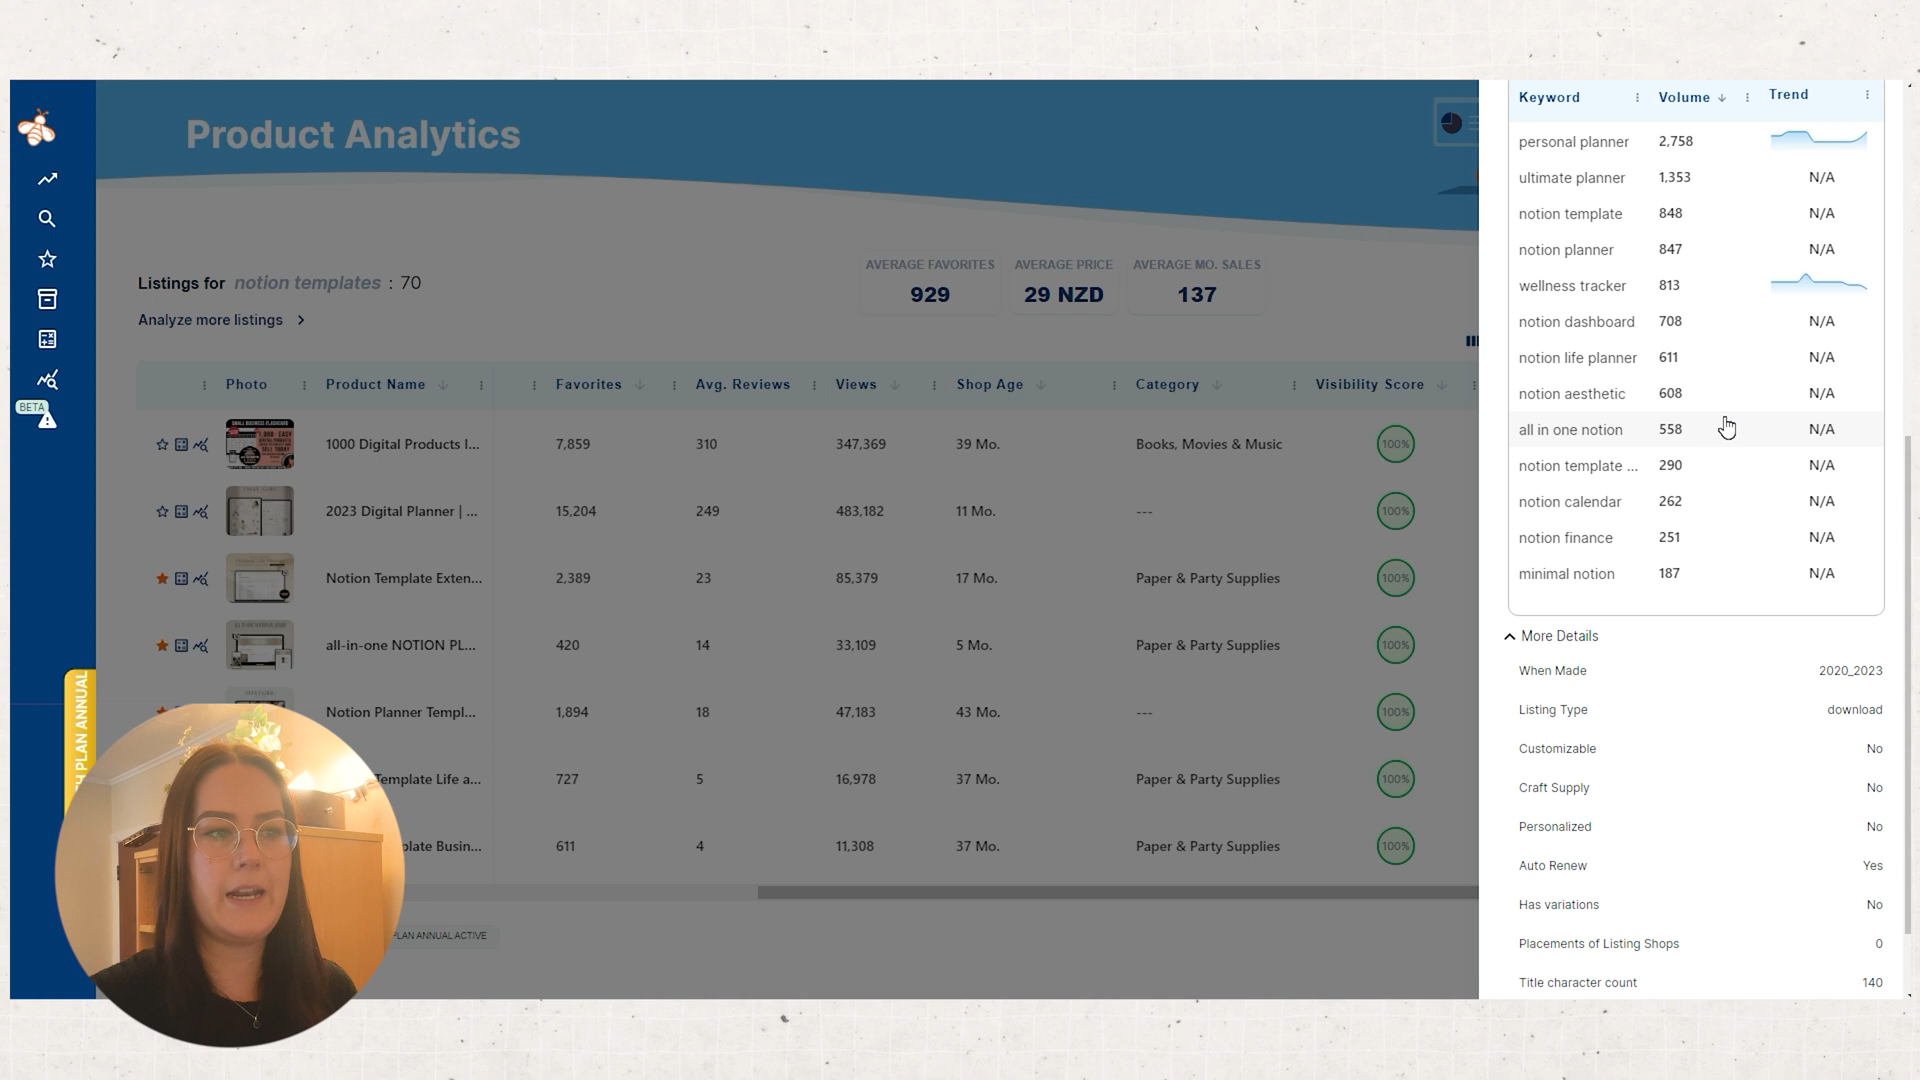 Product Analytics
Listings for notion templates : 70
Analyze more listings
AVERAGE FAVORITES
929
AVERAGE PRICE
29 NZD
AVERAGE MO. SALES
137
BETA
Photo Product Name Favorites Avg. Reviews Views Shop Age Category Visibility Score
1000 Digital Products I... 7,859 310 347,369 39 Mo. Books, Movies & Music 100%
2023 Digital Planner | ... 15,204 249 483,182 11 Mo. --- 100%
Notion Template Exten... 2,389 23 85,379 17 Mo. Paper & Party Supplies 100%
all-in-one NOTION PL... 420 14 33,109 5 Mo. Paper & Party Supplies 100%
Notion Planner Templ... 1,894 18 47,183 43 Mo. --- 100%
Template Life a... 727 5 16,978 37 Mo. Paper & Party Supplies 100%
plate Busin... 611 4 11,308 37 Mo. Paper & Party Supplies 100%
PLAN ANNUAL
PLAN ANNUAL ACTIVE
Keyword Volume Trend
personal planner 2,758
ultimate planner 1,353 N/A
notion template 848 N/A
notion planner 847 N/A
wellness tracker 813
notion dashboard 708 N/A
notion life planner 611 N/A
notion aesthetic 608 N/A
all in one notion 558 N/A
notion template ... 290 N/A
notion calendar 262 N/A
notion finance 251 N/A
minimal notion 187 N/A
More Details
When Made 2020_2023
Listing Type download
Customizable No
Craft Supply No
Personalized No
Auto Renew Yes
Has variations No
Placements of Listing Shops 0
Title character count 140